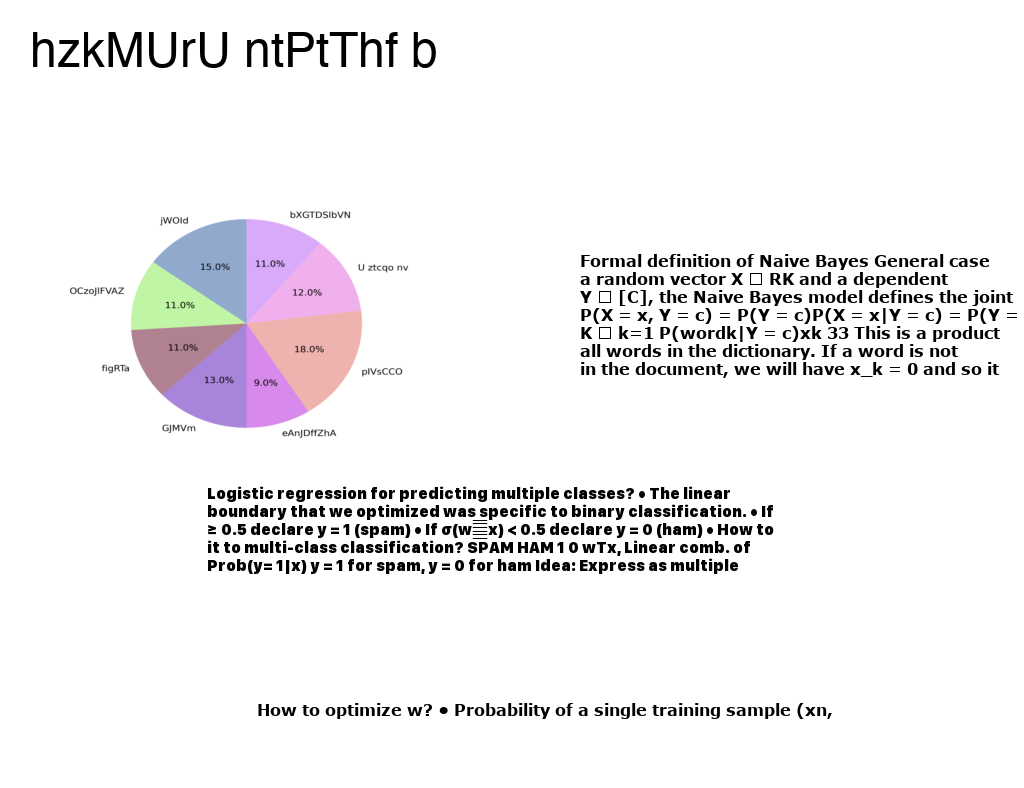 hzkMUrU ntPtThf b
bXGTDSlbVN
jWOld
15.0%
11.0%
U ztcqo nv
12.0%
OCzoJlFVAZ
11.0%
18.0%
11.0%
figRTa
plVsCCO
13.0%
9.0%
GJMVm
eAnJDffZhA
Formal definition of Naive Bayes General case
a random vector X □ RK and a dependent
Y □ [C], the Naive Bayes model defines the joint
P(X = x, Y = c) = P(Y = c)P(X = x|Y = c) = P(Y =
K □ k=1 P(wordk|Y = c)xk 33 This is a product
all words in the dictionary. If a word is not
in the document, we will have x_k = 0 and so it
Logistic regression for predicting multiple classes? • The linear
boundary that we optimized was specific to binary classification. • If
≥ 0.5 declare y = 1 (spam) • If σ(w x) < 0.5 declare y = 0 (ham) • How to
it to multi-class classification? SPAM HAM 1 0 wTx, Linear comb. of
Prob(y= 1|x) y = 1 for spam, y = 0 for ham Idea: Express as multiple
How to optimize w? • Probability of a single training sample (xn,